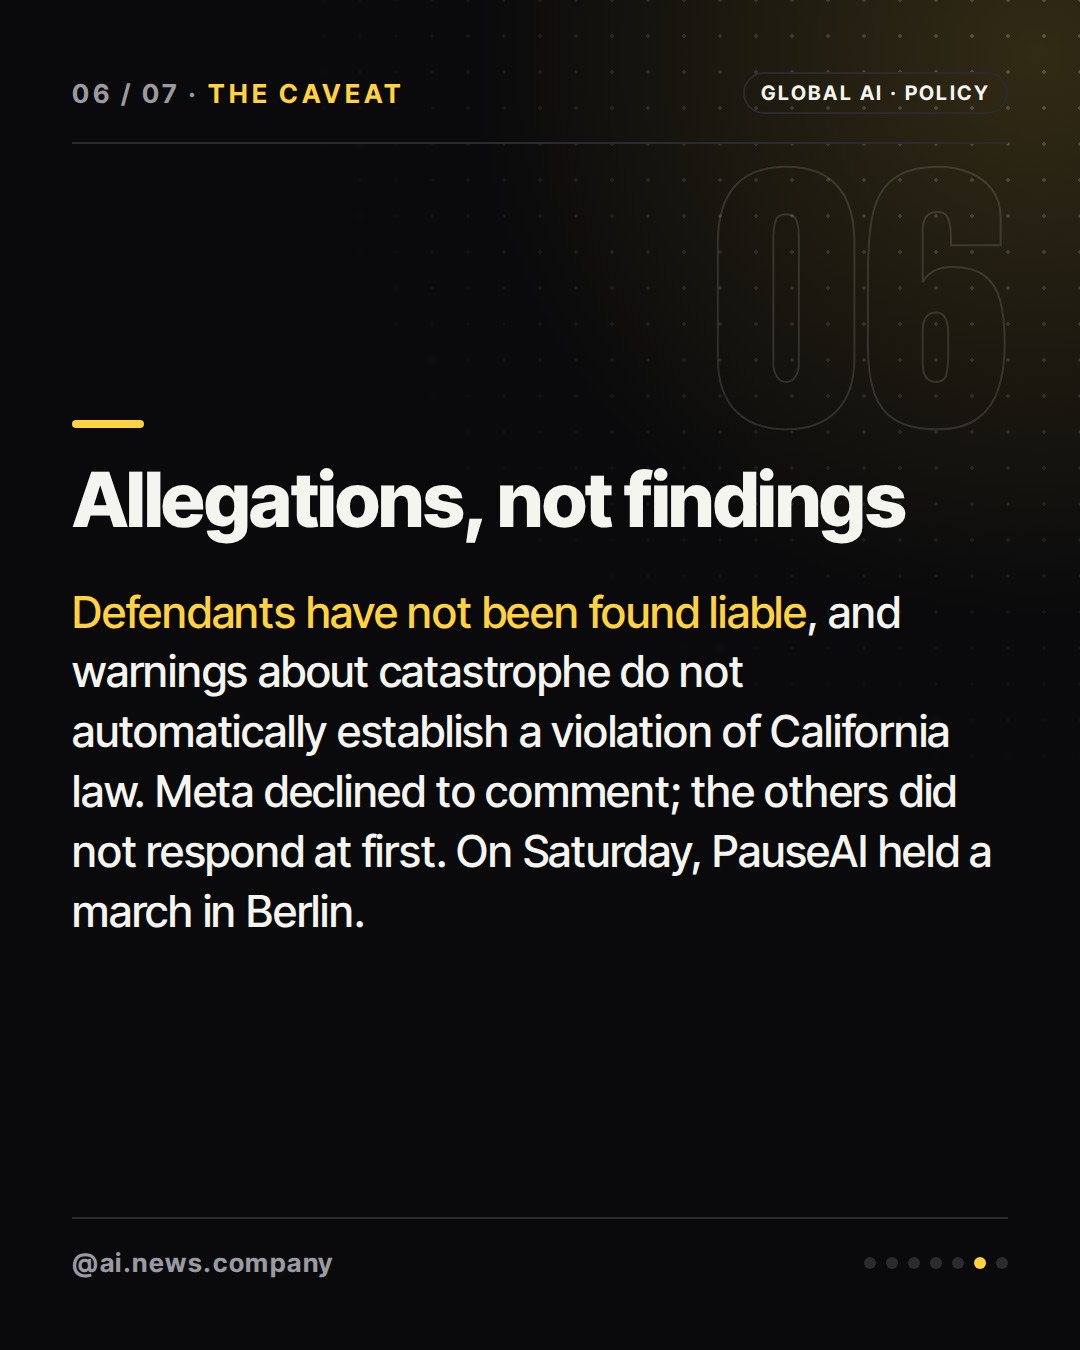 06 / 07 · THE CAVEAT
GLOBAL AI · POLICY
06
Allegations, not findings
Defendants have not been found liable, and
warnings about catastrophe do not
automatically establish a violation of California
law. Meta declined to comment; the others did
not respond at first. On Saturday, PauseAI held a
march in Berlin.
@ai.news.company